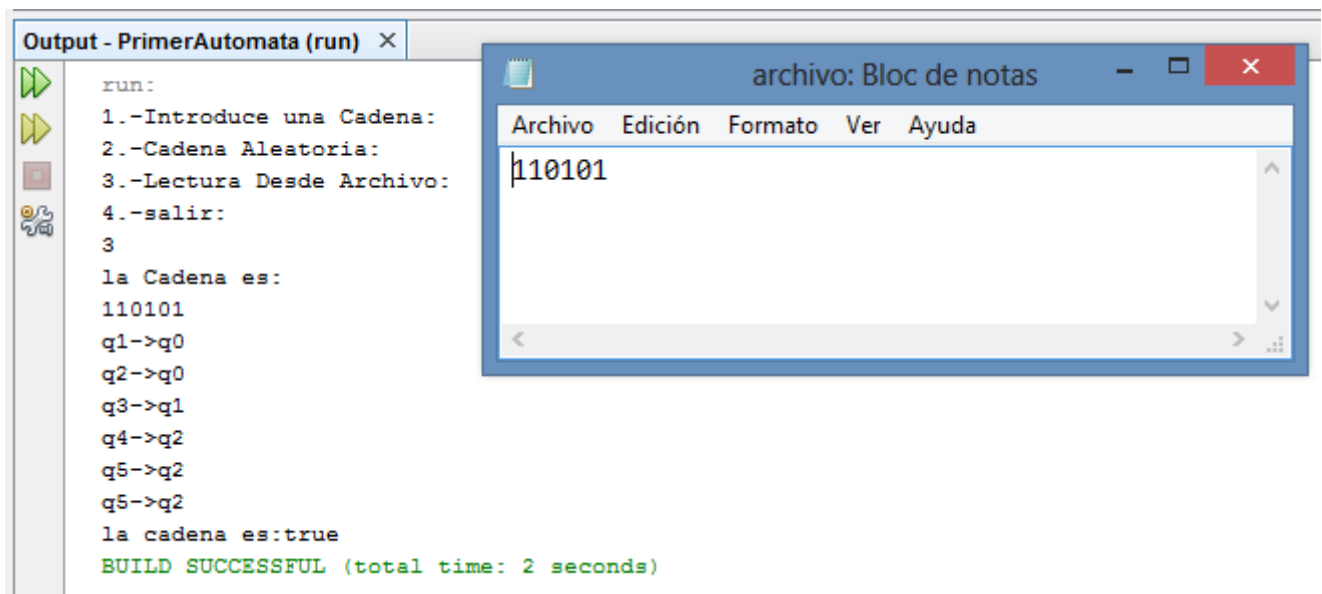 Output - PrimerAutomata (run) ×
run:
1.-Introduce una Cadena:
2.-Cadena Aleatoria:
3.-Lectura Desde Archivo:
4.-salir:
3
la Cadena es:
110101
q1->q0
q2->q0
q3->q1
q4->q2
q5->q2
q5->q2
la cadena es:true
BUILD SUCCESSFUL (total time: 2 seconds)
archivo: Bloc de notas
Archivo Edición Formato Ver Ayuda
110101